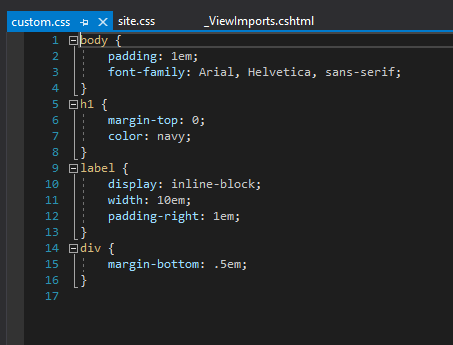 custom.css site.css _ViewImports.cshtml
1 body {
2 padding: 1em;
3 font-family: Arial, Helvetica, sans-serif;
4 }
5 h1 {
6 margin-top: 0;
7 color: navy;
8 }
9 label {
10 display: inline-block;
11 width: 10em;
12 padding-right: 1em;
13 }
14 div {
15 margin-bottom: .5em;
16 }
17